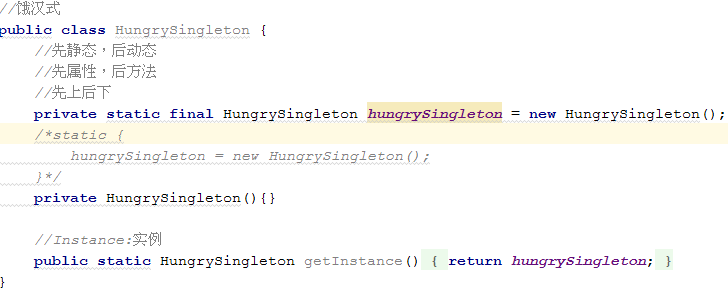 //饿汉式
public class HungrySingleton {
//先静态，后动态
//先属性，后方法
//先上后下
private static final HungrySingleton hungrySingleton = new HungrySingleton();
/*static {
hungrySingleton = new HungrySingleton();
}*/
private HungrySingleton(){}
//Instance:实例
public static HungrySingleton getInstance() { return hungrySingleton; }
}